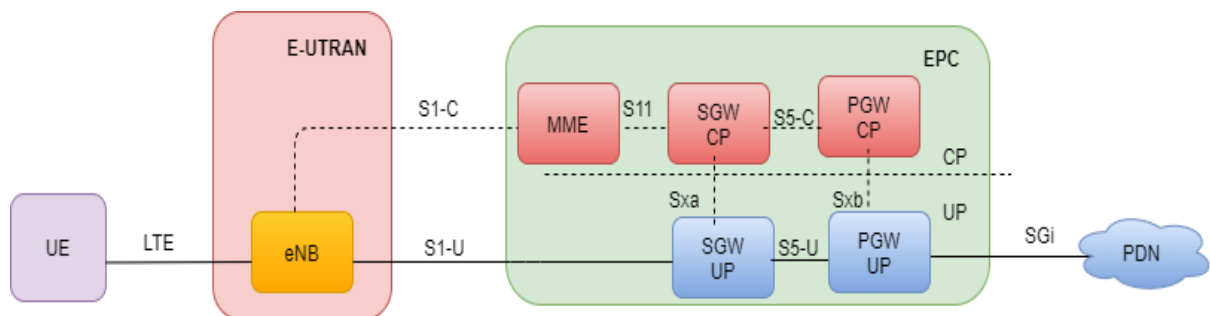 E-UTRAN
EPC
S1-C
MME
S11
SGW
CP
S5-C
PGW
CP
CP
Sxa
Sxb
UP
UE
LTE
eNB
S1-U
SGW
UP
S5-U
PGW
UP
SGi
PDN